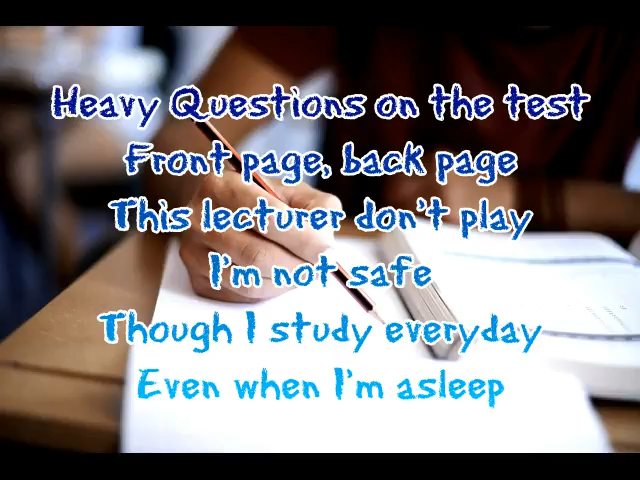 Heavy Questions on the test
Front page, back page
This lecturer don't play
I'm not safe
Though I study everyday
Even when I'm asleep